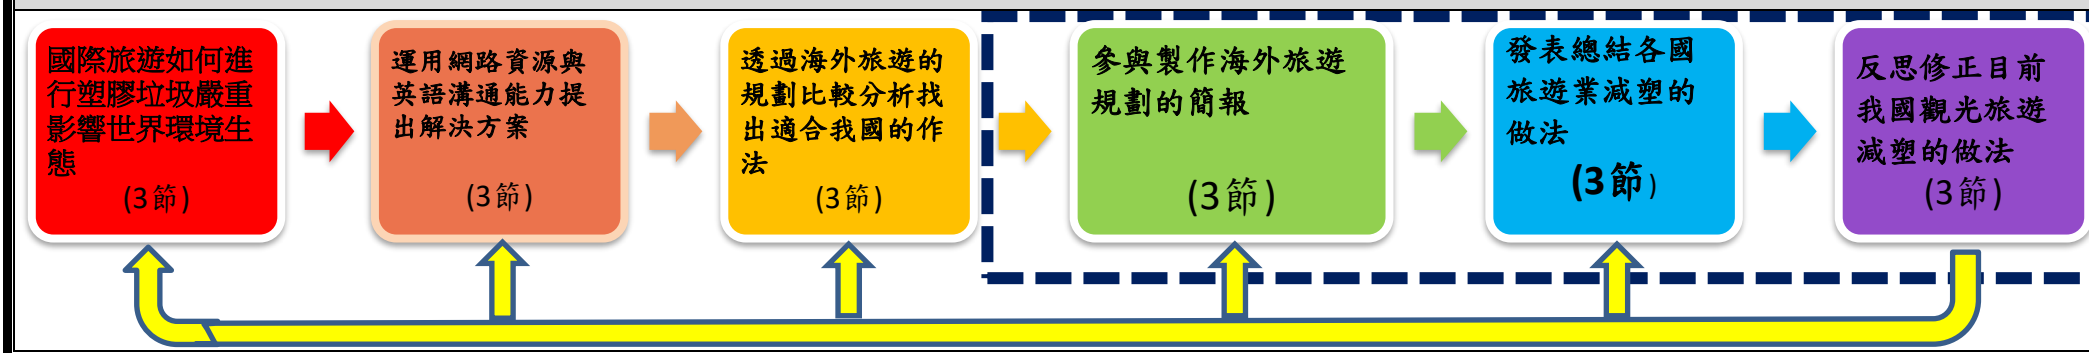 國際旅遊如何進
行塑膠垃圾嚴重
影響世界環境生
態
(3節)
運用網路資源與
英語溝通能力提
出解決方案
(3節)
透過海外旅遊的
規劃比較分析找
出適合我國的作
法
(3節)
參與製作海外旅遊
規劃的簡報
(3節)
發表總結各國
旅遊業減塑的
做法
(3節)
反思修正目前
我國觀光旅遊
減塑的做法
(3節)